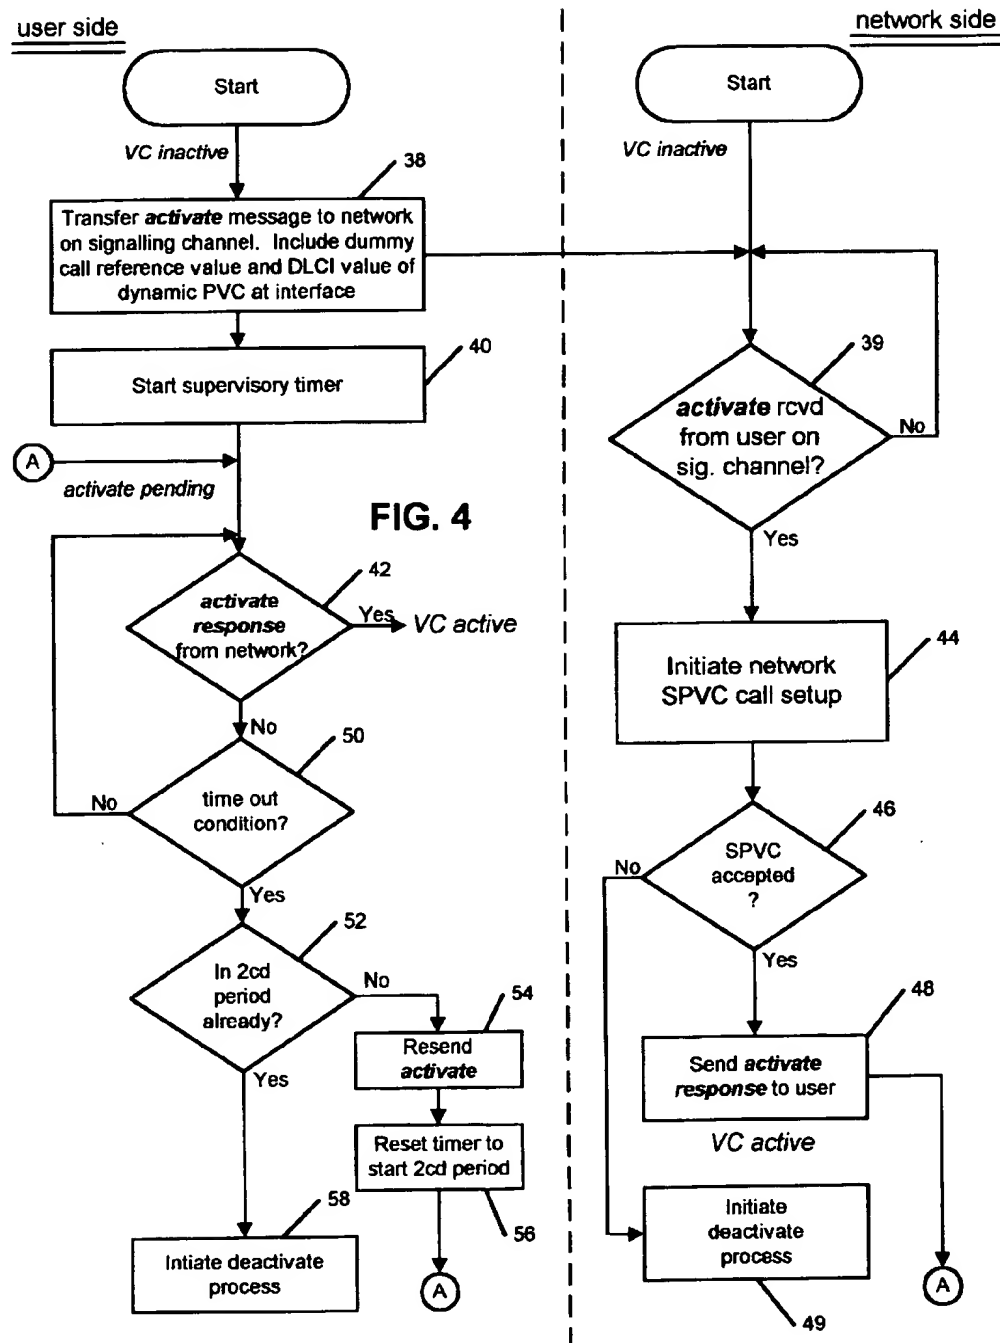 user side
Start
VC inactive
38
Transfer activate message to network
on signalling channel. Include dummy
call reference value and DLCI value of
dynamic PVC at interface
40
Start supervisory timer
A
activate pending
FIG. 4
42
activate
response
from network?
Yes
VC active
No
50
time out
condition?
No
Yes
52
In 2cd
period
already?
No
54
Resend
activate
Yes
Reset timer to
start 2cd period
56
58
Intiate deactivate
process
A
network side
Start
VC inactive
39
activate rcvd
from user on
sig. channel?
No
Yes
44
Initiate network
SPVC call setup
46
SPVC
accepted
?
No
Yes
48
Send activate
response to user
VC active
Initiate
deactivate
process
49
A